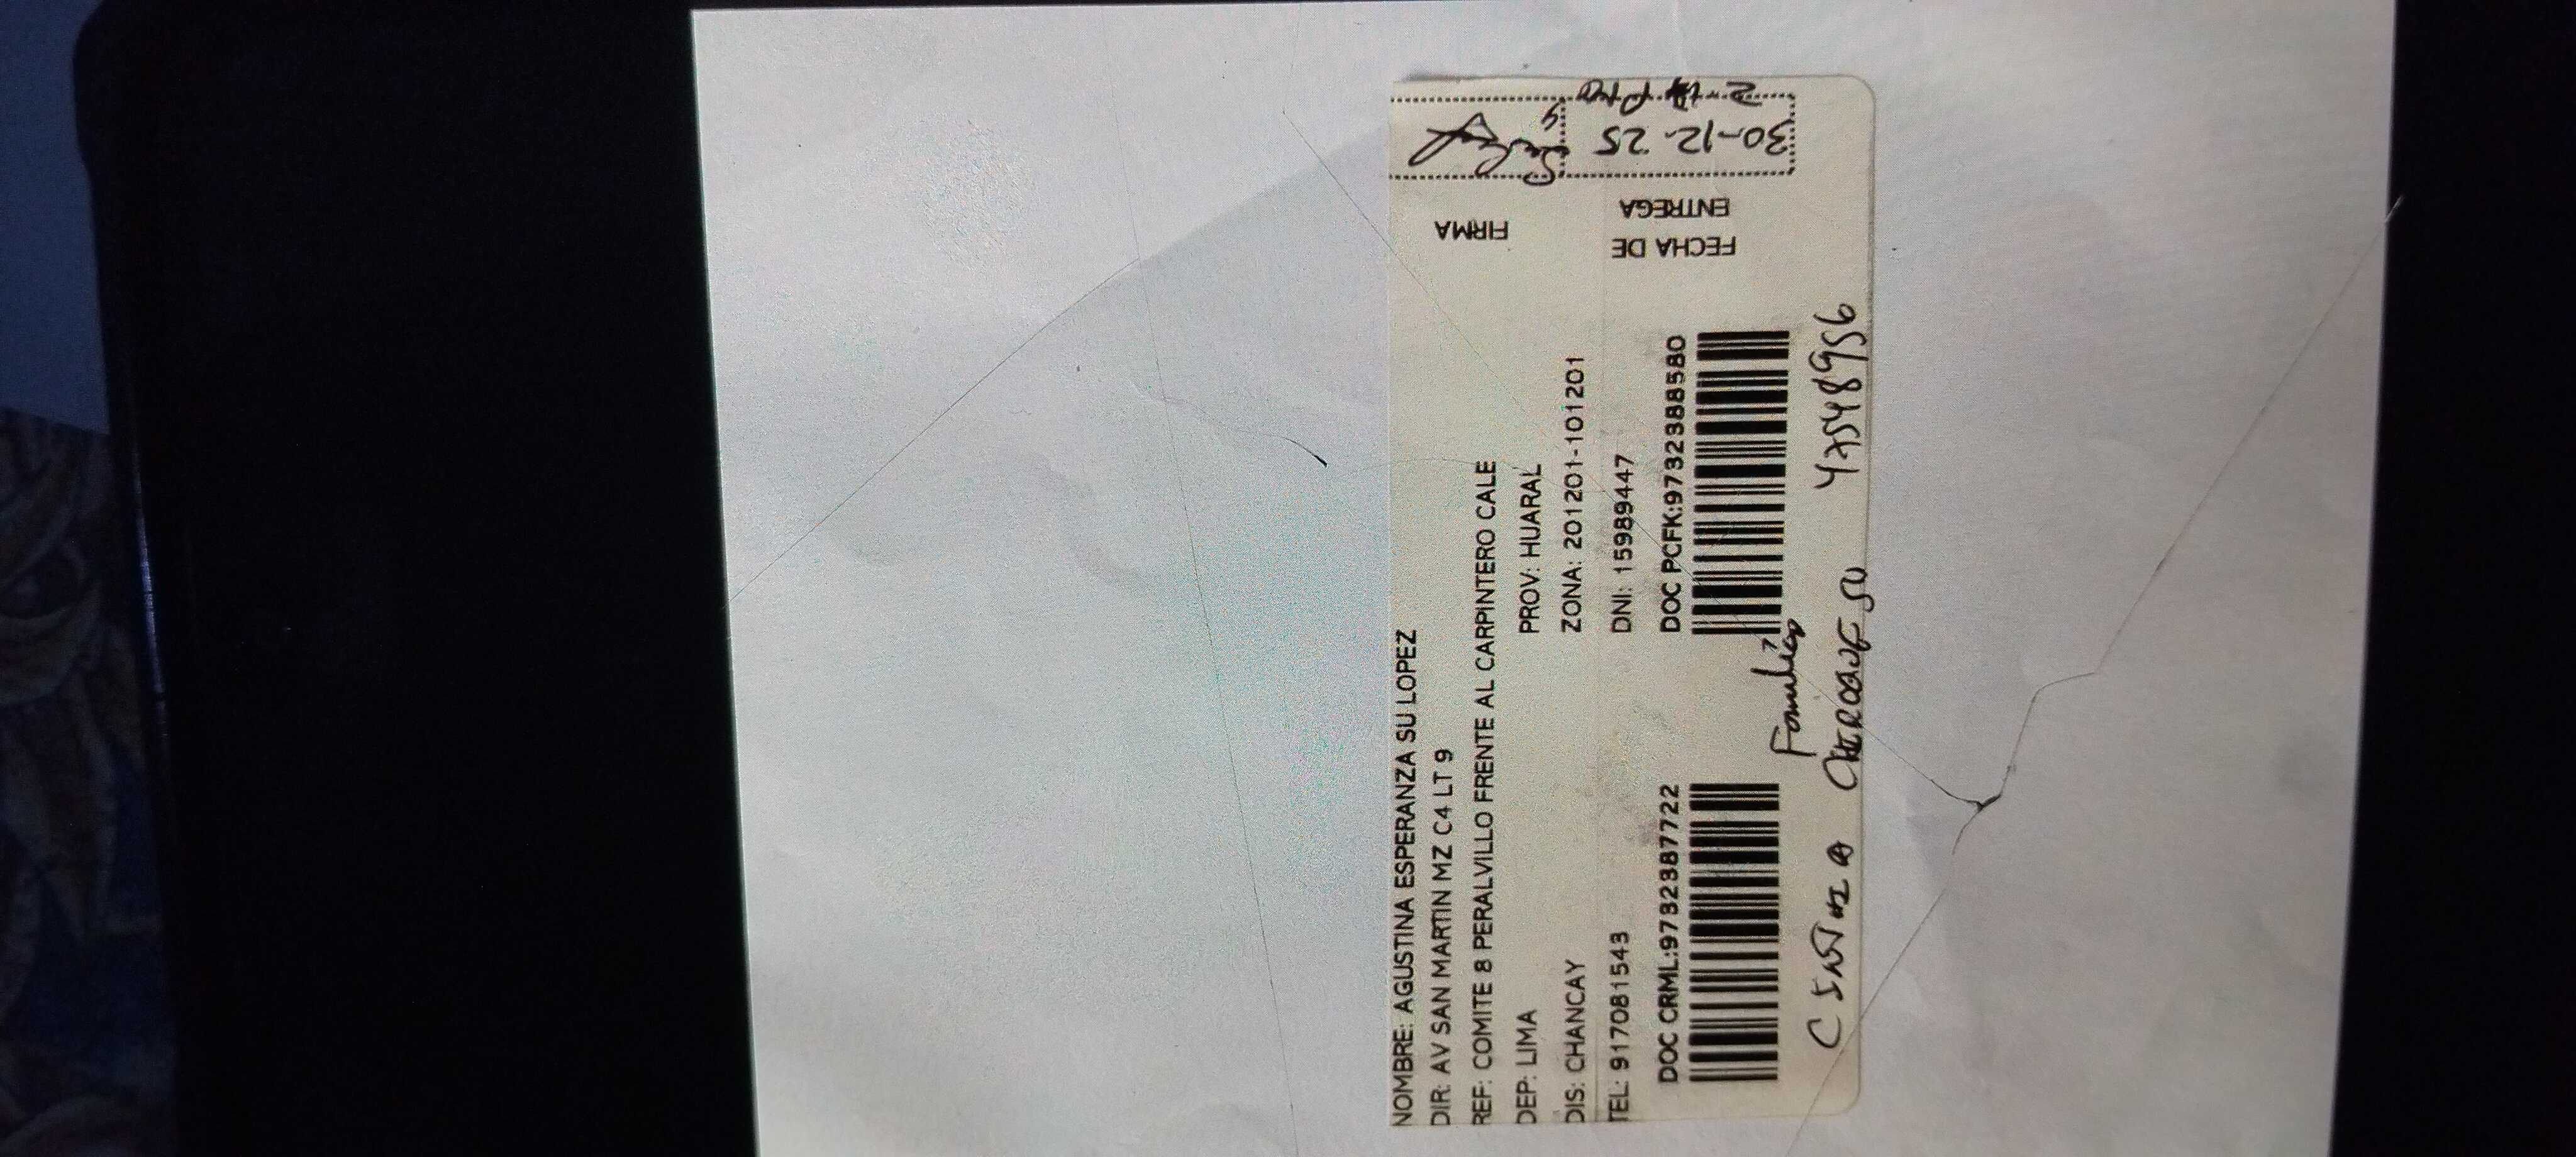 NOMBRE: AGUSTINA ESPERANZA SU LOPEZ
DIR: AV SAN MARTIN MZ C4 LT 9
REF: COMITE 8 PERALVILLO FRENTE AL CARPINTERO CALE
DEP: LIMA PROV: HUARAL
DIS: CHANCAY ZONA: 201201-101201
TEL: 917081543 DNI: 15989447
DOC CRML:9732387722 DOC PCFK:9732388580
47548956
FECHA DE ENTREGA
30-12-25
FIRMA